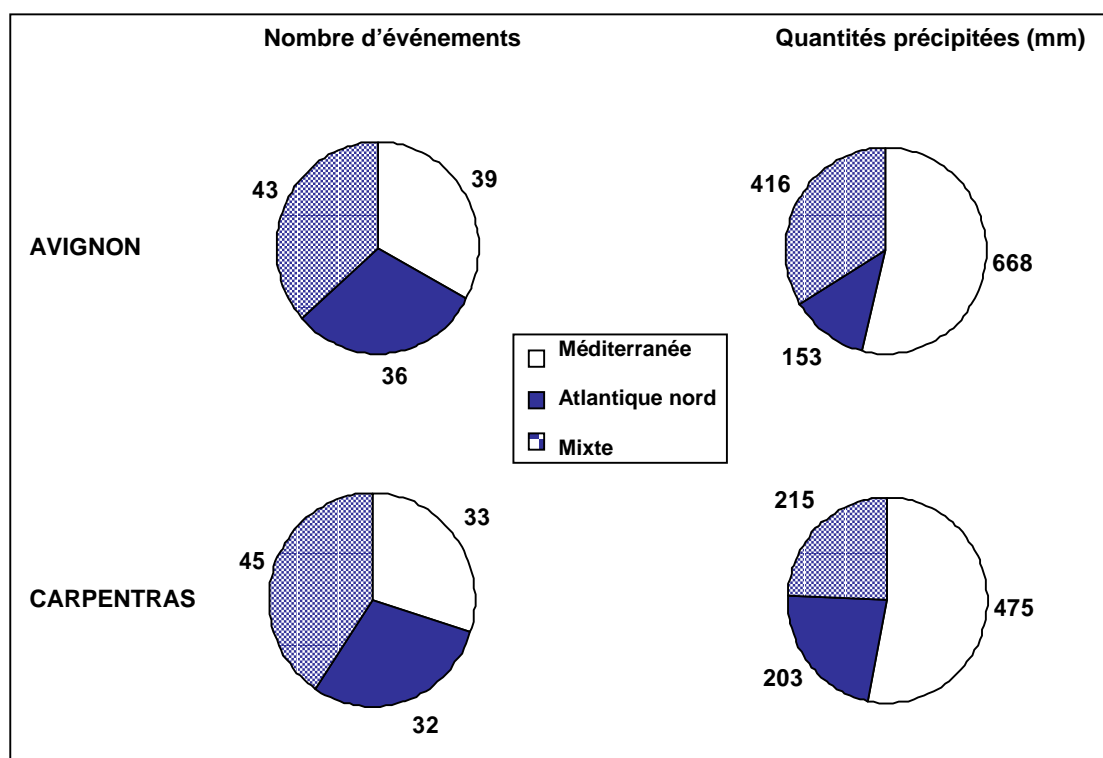 Nombre d'événements
Quantités précipitées (mm)
AVIGNON
43
39
36
416
668
153
Méditerranée
Atlantique nord
Mixte
CARPENTRAS
45
33
32
215
475
203